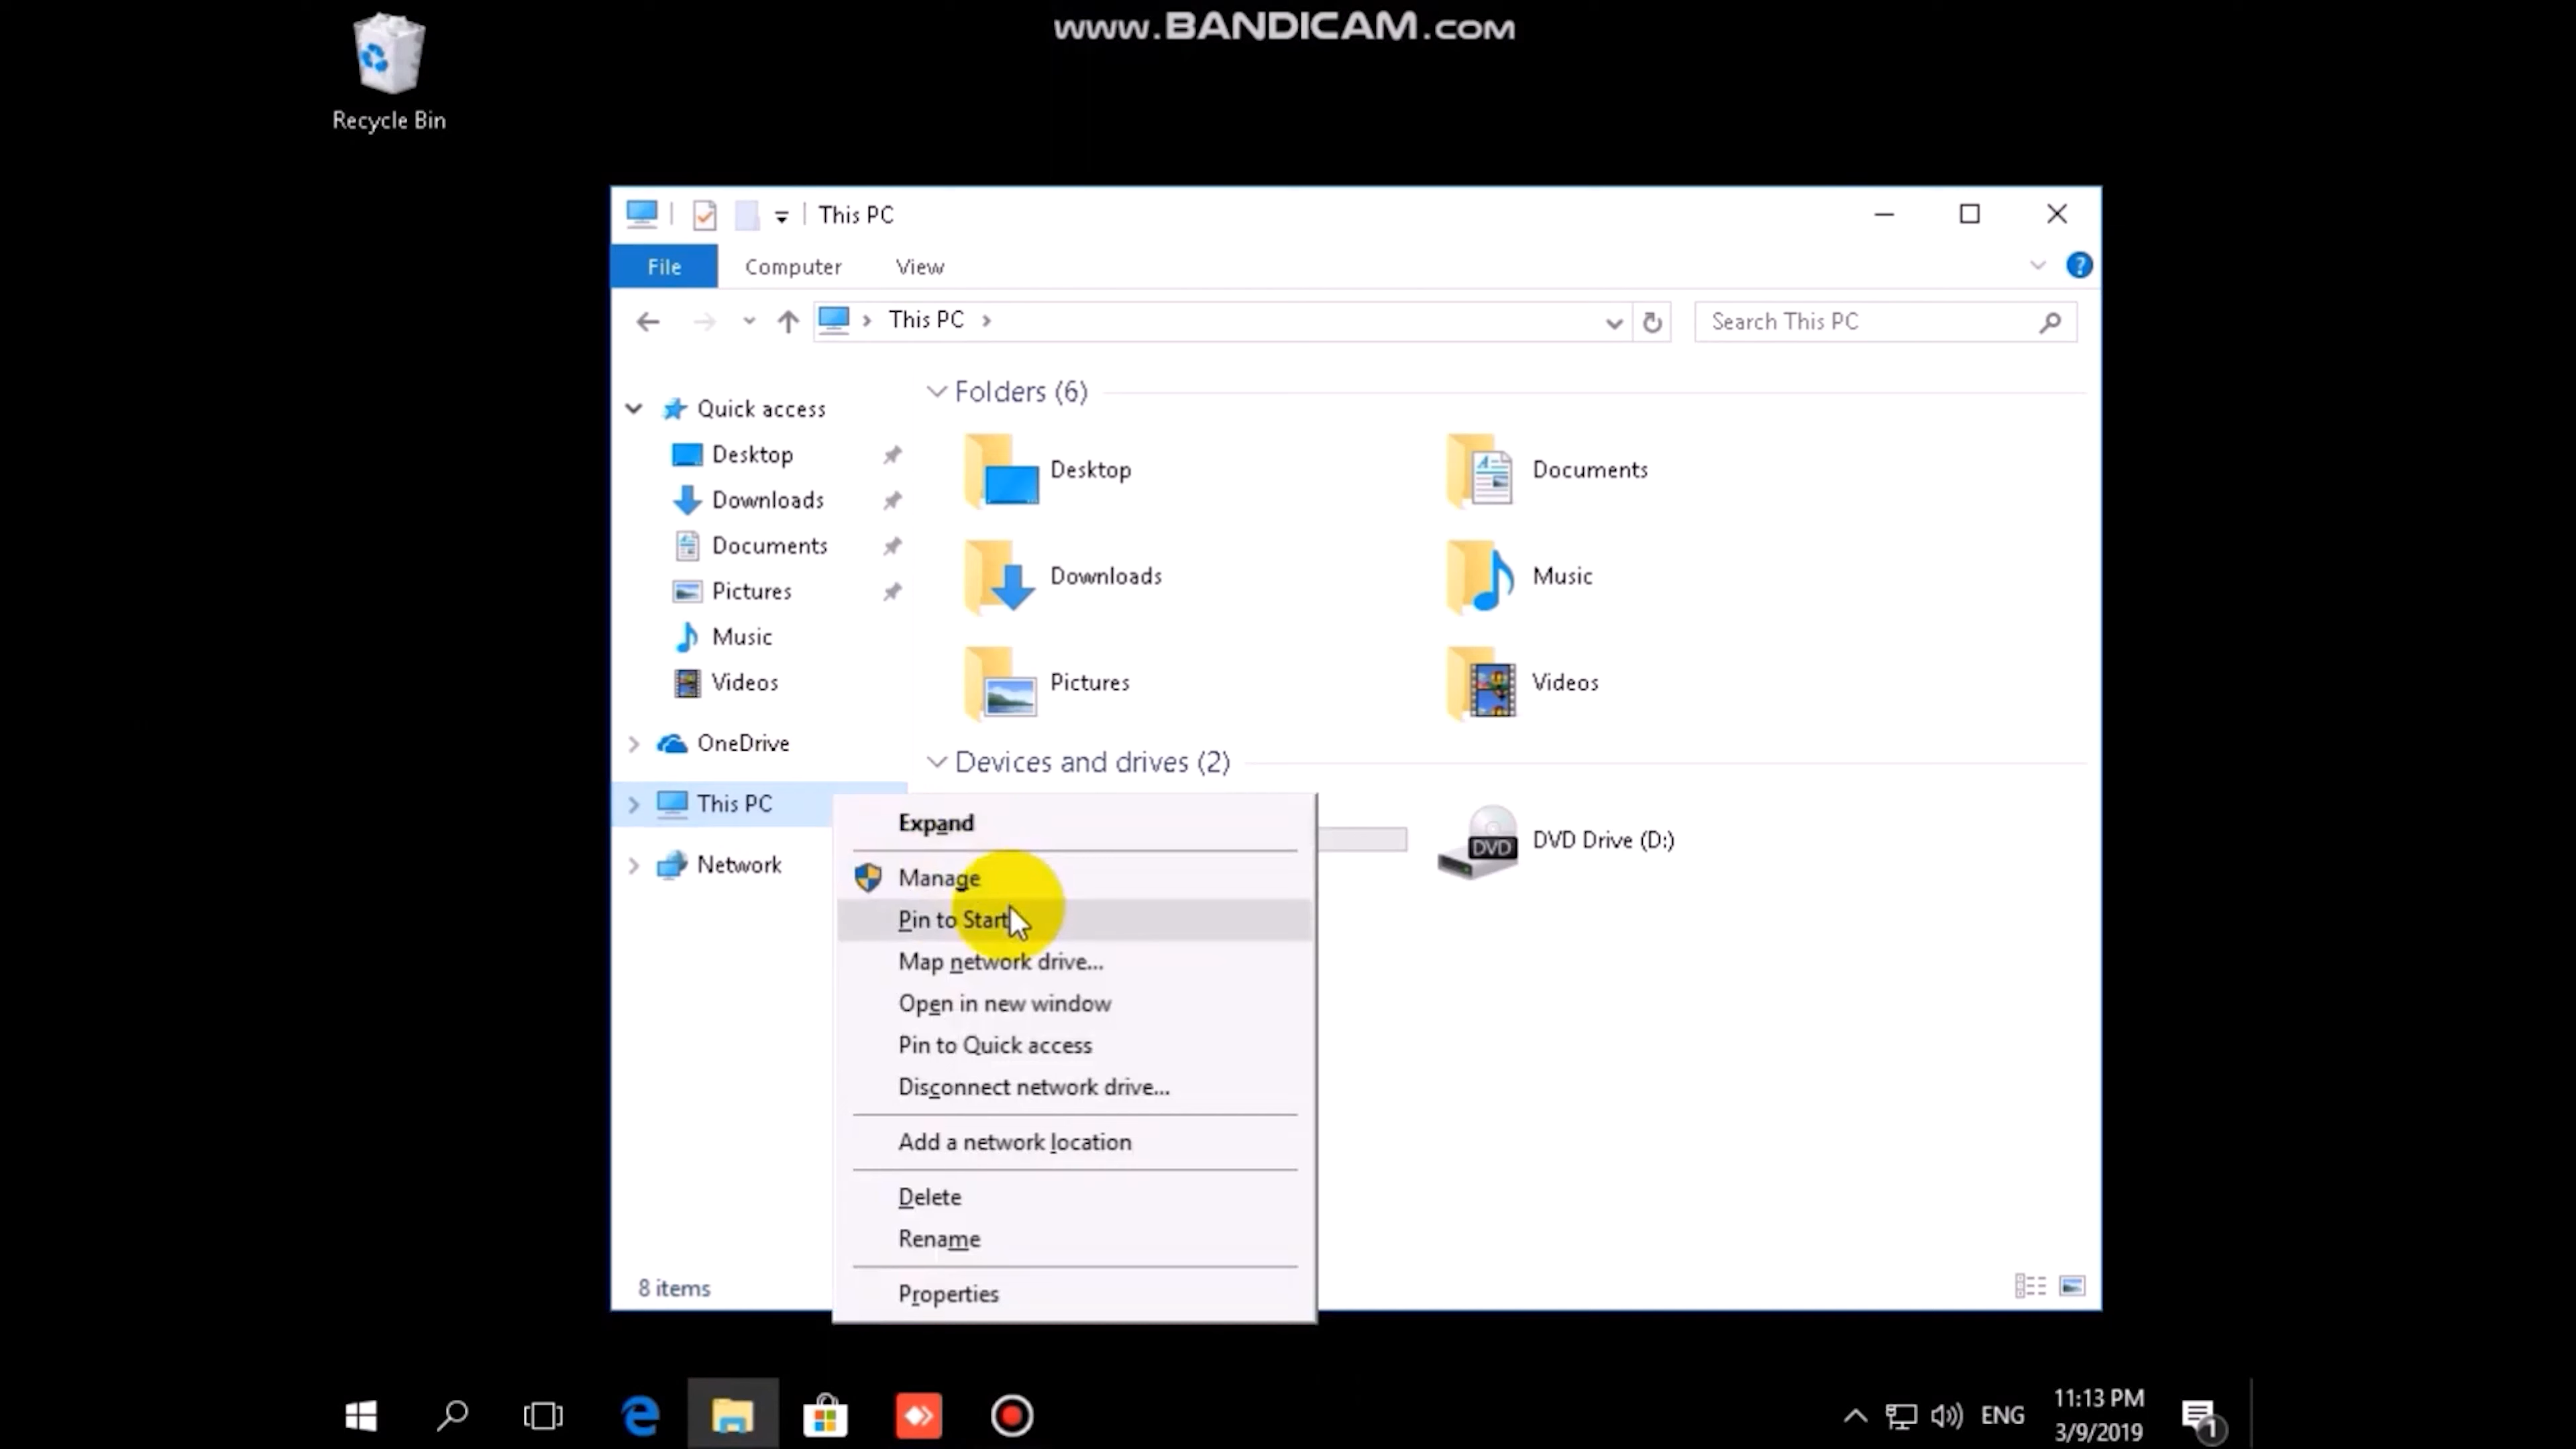 www.BANDICAM.com
Recycle Bin
This PC
File Computer View
This PC
Search This PC
Quick access
Desktop
Downloads
Documents
Pictures
Music
Videos
OneDrive
This PC
Network
Folders (6)
Desktop
Documents
Downloads
Music
Pictures
Videos
Devices and drives (2)
DVD
DVD Drive (D:)
Expand
Manage
Pin to Start
Map network drive...
Open in new window
Pin to Quick access
Disconnect network drive...
Add a network location
Delete
Rename
Properties
8 items
ENG
11:13 PM
3/9/2019
1